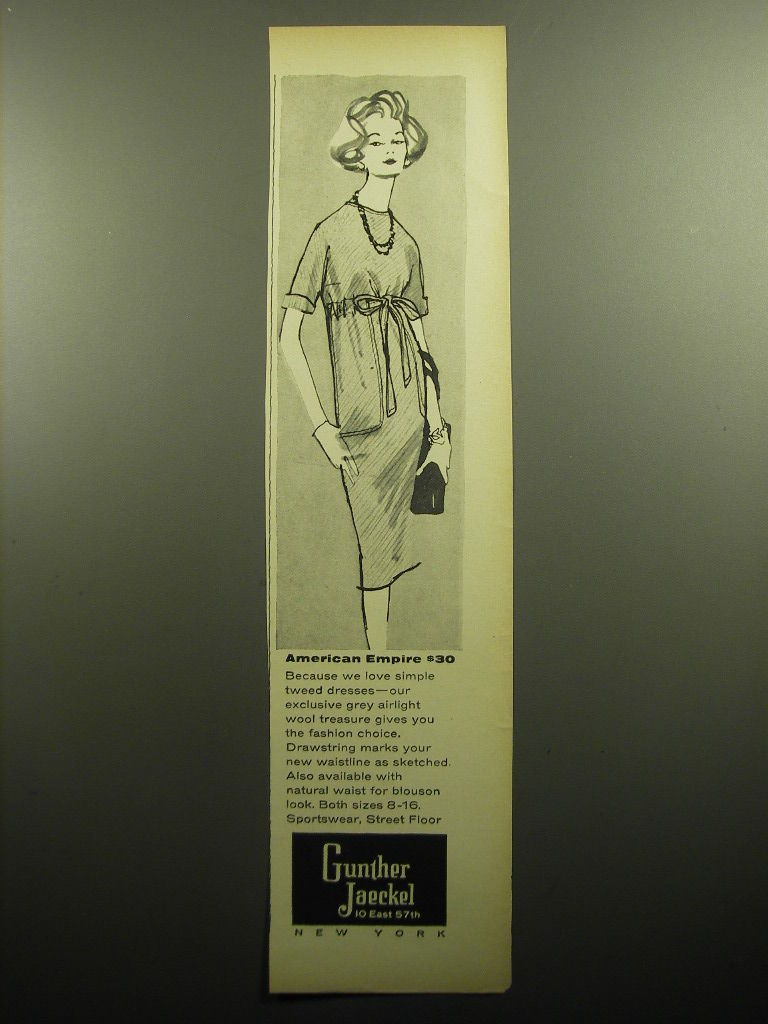 American Empire $30
Because we love simple
tweed dresses—our
exclusive grey airlight
wool treasure gives you
the fashion choice.
Drawstring marks your
new waistline as sketched.
Also available with
natural waist for blouson
look. Both sizes 8-16.
Sportswear, Street Floor
Gunther
Jaeckel
10 East 57th
NEW YORK